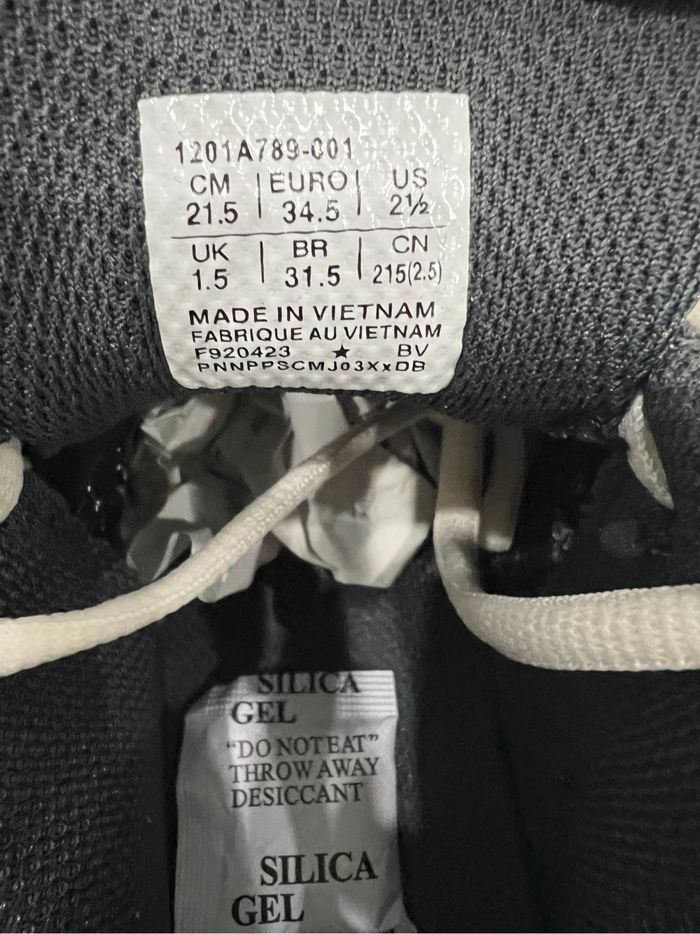 1201A789-001
CM | EURO | US
21.5 | 34.5 | 2½
UK | BR | CN
1.5 | 31.5 | 215(2.5)
MADE IN VIETNAM
FABRIQUE AU VIETNAM
F920423 ★ BV
PNNPPSCMJ03XxDB
SILICA
GEL
"DO NOT EAT"
THROW AWAY
DESICCANT
SILICA
GEL